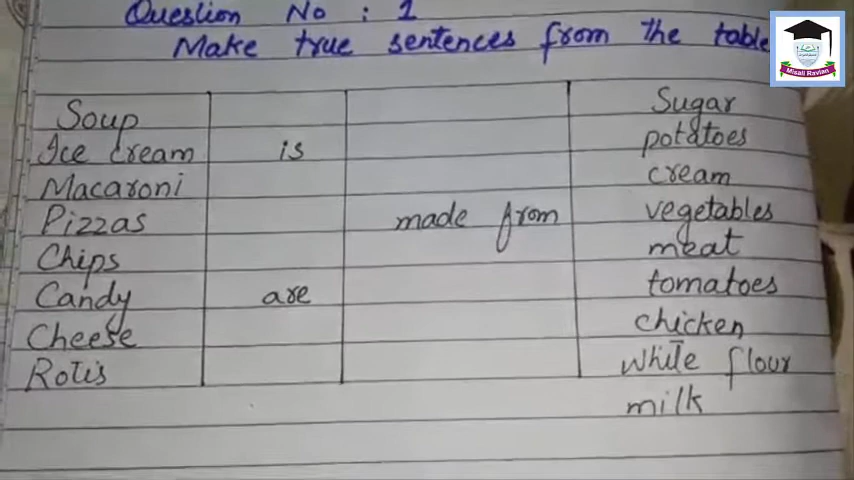 Question No : 1
Make true sentences from the table
Misali Ravian
Soup Sugar
Ice cream is potatoes
Macaroni cream
Pizzas made from vegetables
Chips meat
Candy are tomatoes
Cheese chicken
Rotis white flour
milk